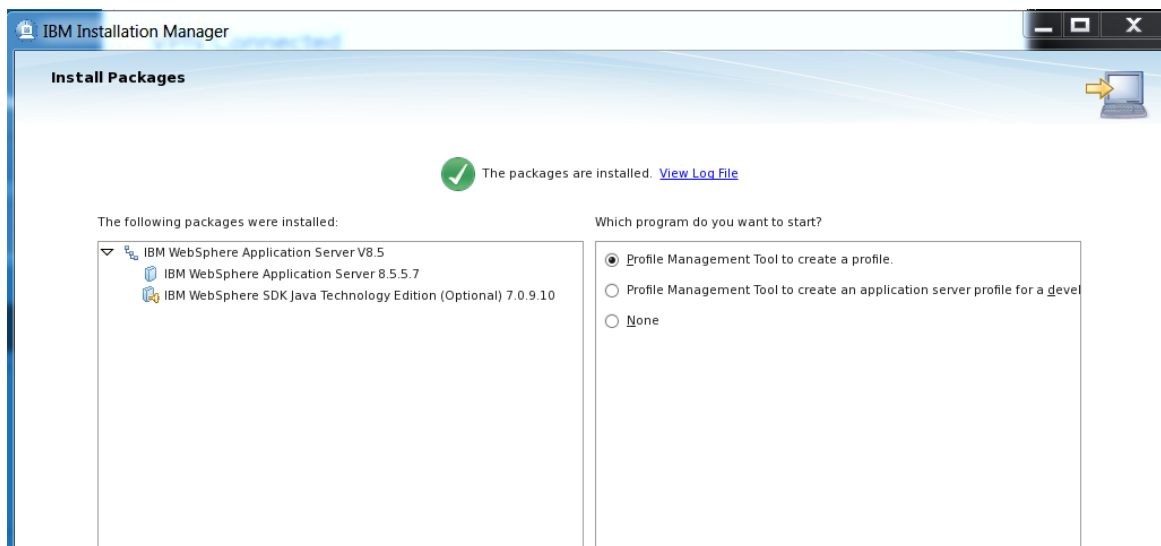 IBM Installation Manager
VPN Connected
Install Packages
The packages are installed. View Log File
The following packages were installed:
IBM WebSphere Application Server V8.5
IBM WebSphere Application Server 8.5.5.7
IBM WebSphere SDK Java Technology Edition (Optional) 7.0.9.10
Which program do you want to start?
Profile Management Tool to create a profile.
Profile Management Tool to create an application server profile for a devel
None